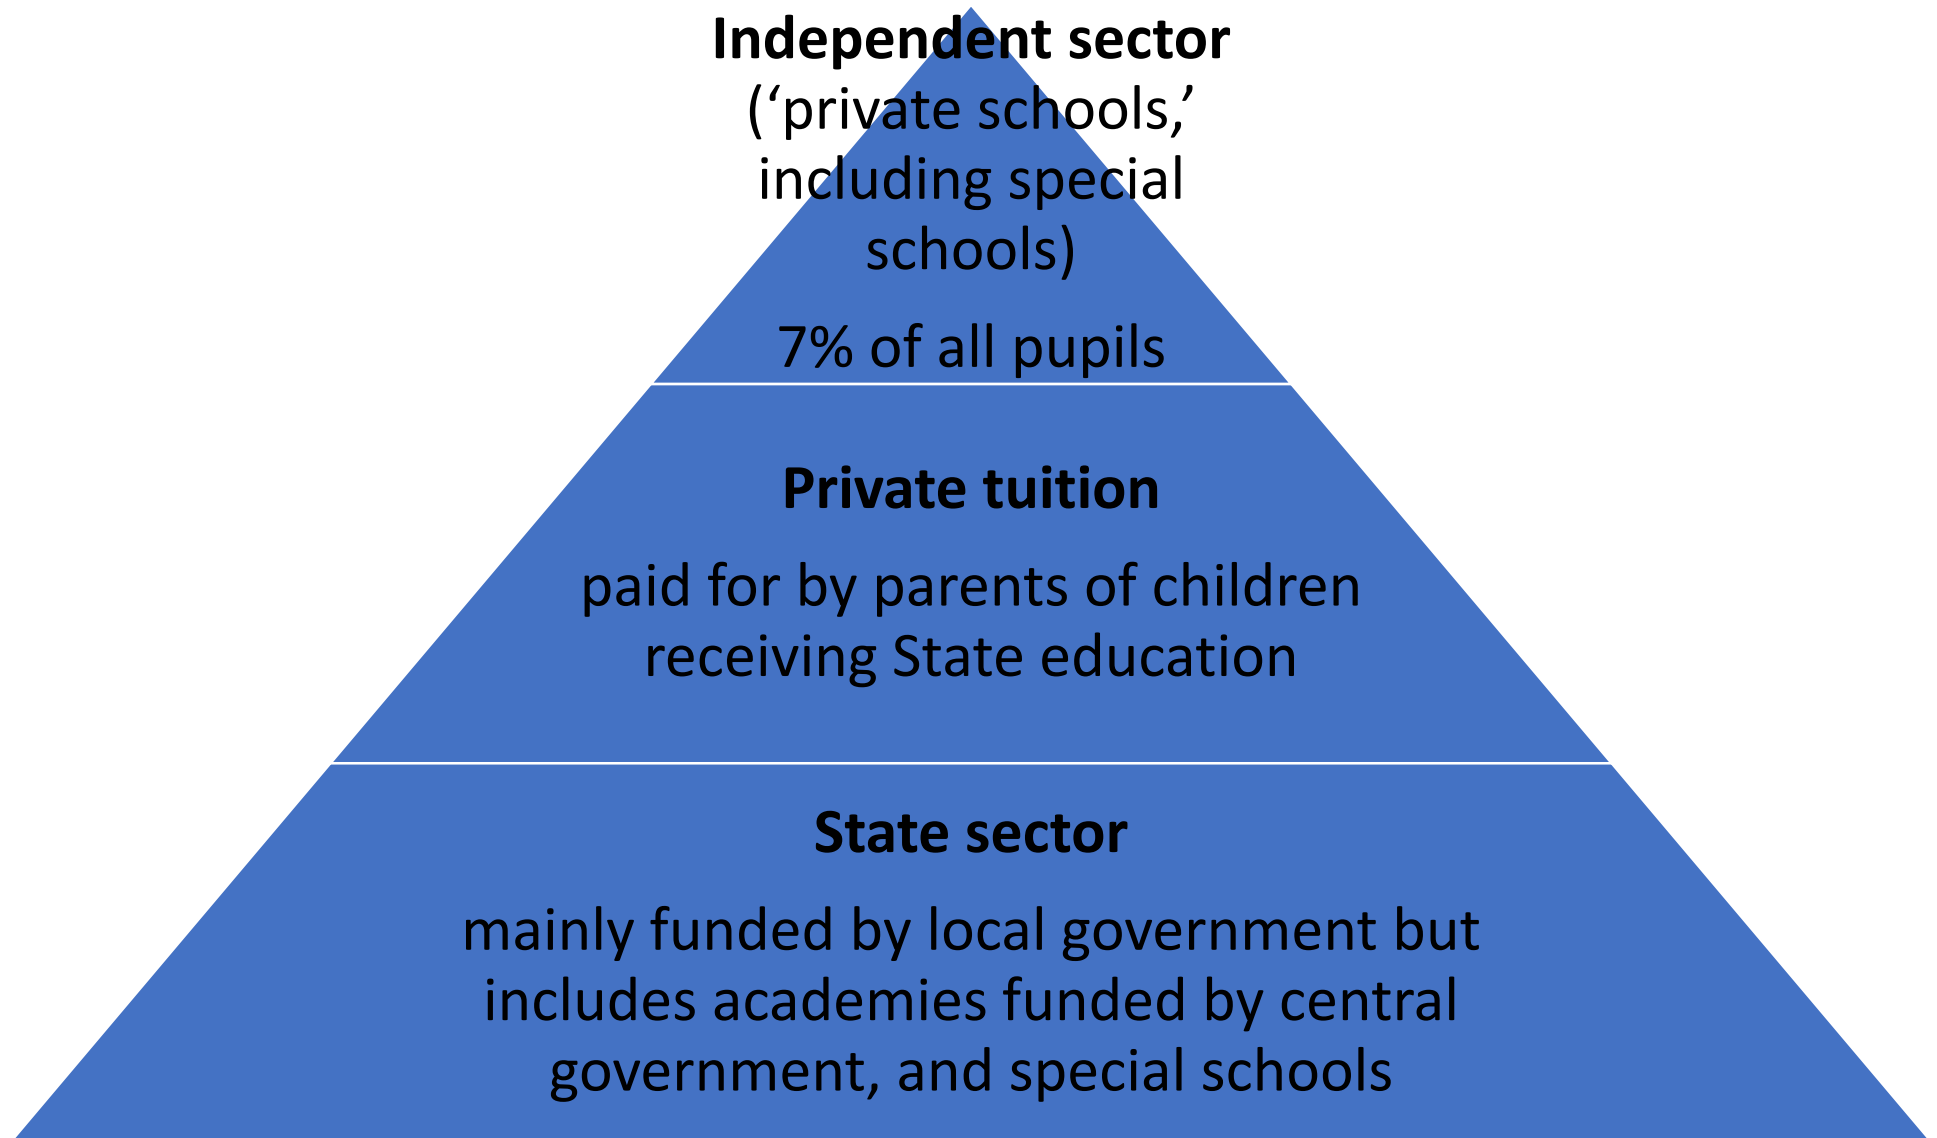 Independent sector
(‘private schools,’
including special
schools)
7% of all pupils
Private tuition
paid for by parents of children
receiving State education
State sector
mainly funded by local government but
includes academies funded by central
government, and special schools